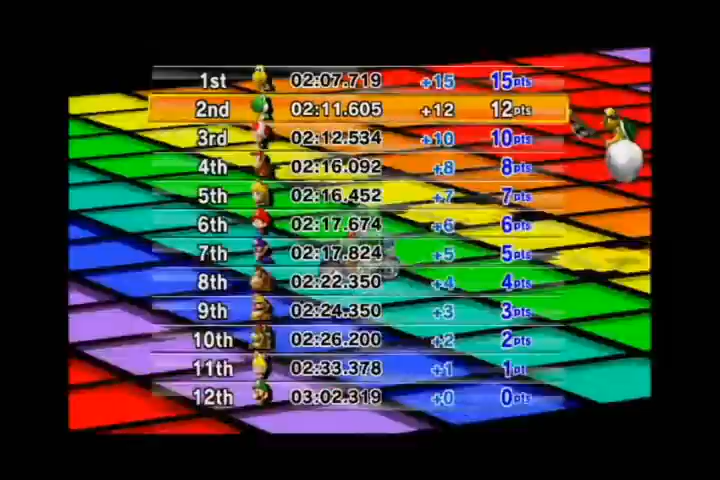 1st 02:07.719 +15 15pts
2nd 02:11.605 +12 12pts
3rd 02:12.534 +10 10pts
4th 02:16.092 +8 8pts
5th 02:16.452 +7 7pts
6th 02:17.674 +6 6pts
7th 02:17.824 +5 5pts
8th 02:22.350 +4 4pts
9th 02:24.350 +3 3pts
10th 02:26.200 +2 2pts
11th 02:33.378 +1 1pt
12th 03:02.319 +0 0pts